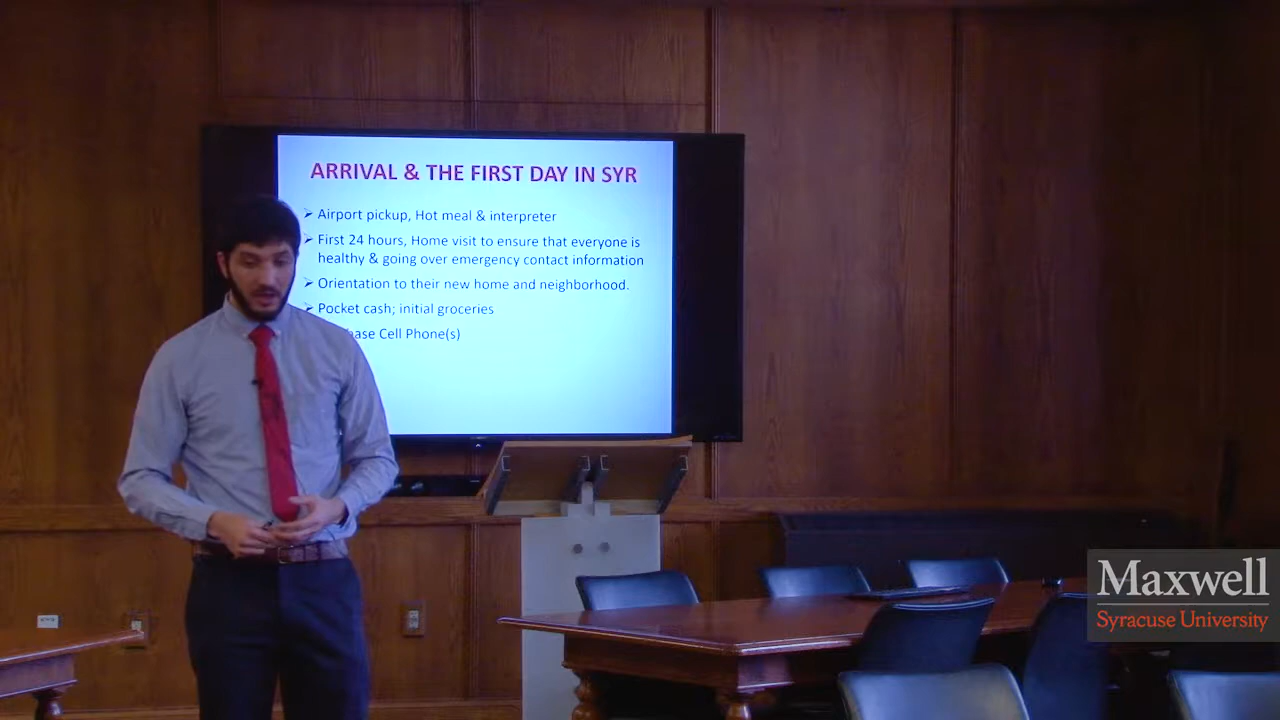 ARRIVAL & THE FIRST DAY IN SYR
➢ Airport pickup, Hot meal & interpreter
➢ First 24 hours, Home visit to ensure that everyone is
healthy & going over emergency contact information
➢ Orientation to their new home and neighborhood.
➢ Pocket cash; initial groceries
Cell Phone(s)
Maxwell
Syracuse University